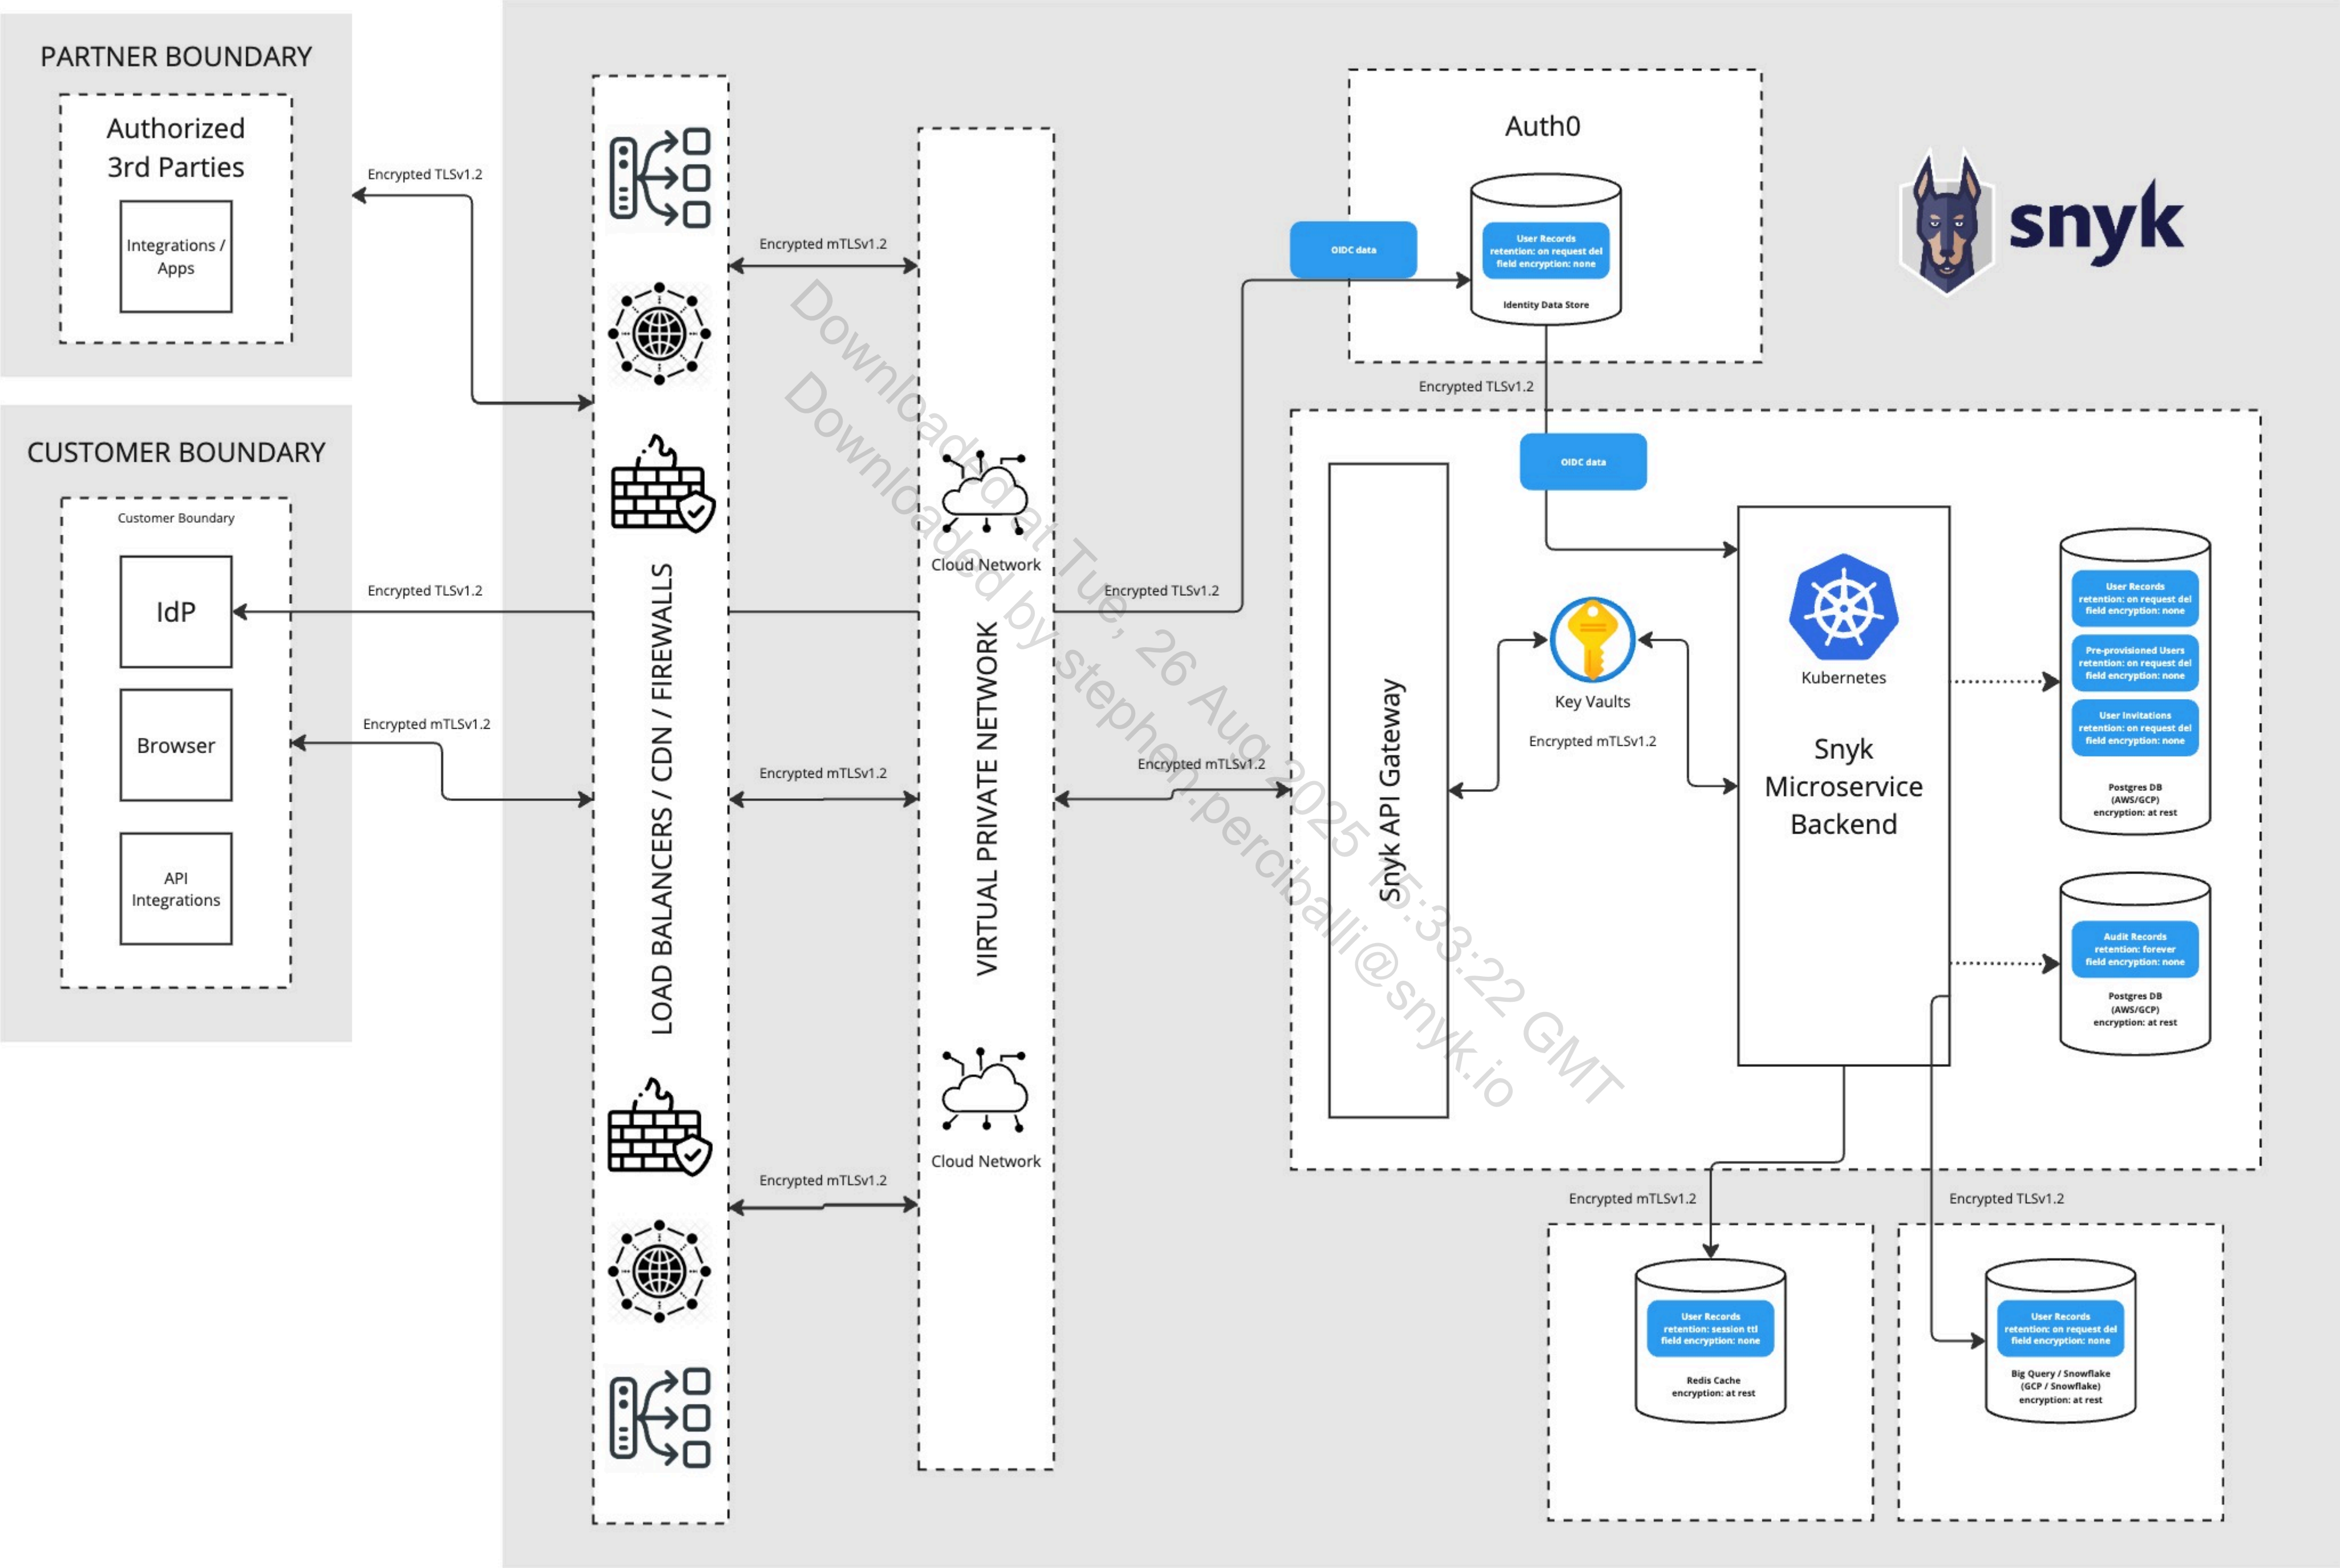 PARTNER BOUNDARY
Authorized
3rd Parties
Integrations /
Apps
Encrypted TLSv1.2
CUSTOMER BOUNDARY
Customer Boundary
IdP
Browser
API
Integrations
Encrypted TLSv1.2
Encrypted mTLSv1.2
LOAD BALANCERS / CDN / FIREWALLS
Encrypted mTLSv1.2
Encrypted mTLSv1.2
Encrypted mTLSv1.2
Cloud Network
VIRTUAL PRIVATE NETWORK
Cloud Network
Encrypted TLSv1.2
Encrypted mTLSv1.2
Auth0
OIDC data
User Records
retention: on request del
field encryption: none
Identity Data Store
Encrypted TLSv1.2
OIDC data
snyk
Snyk API Gateway
Key Vaults
Encrypted mTLSv1.2
Kubernetes
Snyk
Microservice
Backend
User Records
retention: on request del
field encryption: none
Pre-provisioned Users
retention: on request del
field encryption: none
User Invitations
retention: on request del
field encryption: none
Postgres DB
(AWS/GCP)
encryption: at rest
Audit Records
retention: forever
field encryption: none
Postgres DB
(AWS/GCP)
encryption: at rest
Encrypted mTLSv1.2
User Records
retention: session ttl
field encryption: none
Redis Cache
encryption: at rest
Encrypted TLSv1.2
User Records
retention: on request del
field encryption: none
Big Query / Snowflake
(GCP / Snowflake)
encryption: at rest
Downloaded at Tue, 26 Aug 2025 15:33:22 GMT
Downloaded by stephen.perciballi@snyk.io